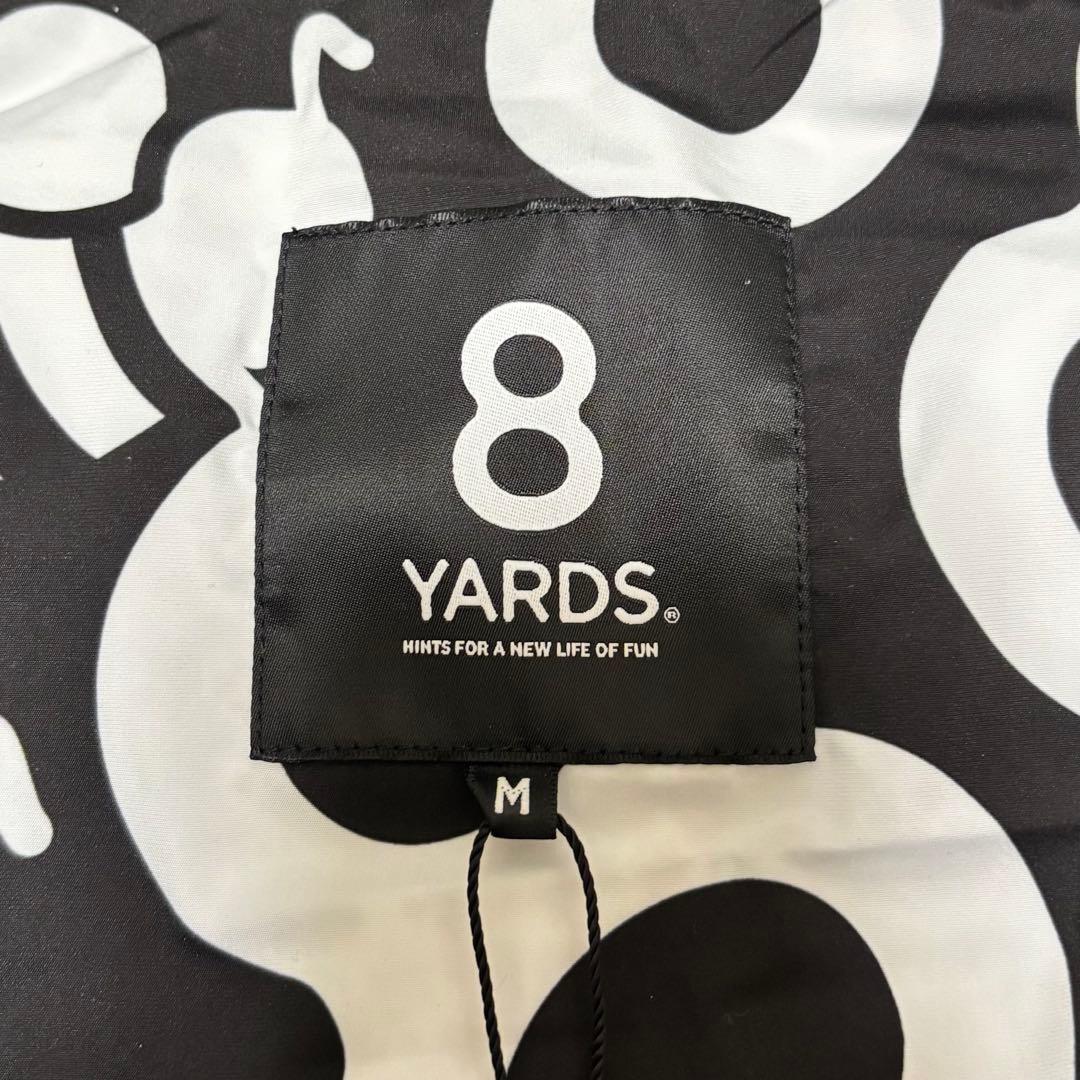 8
YARDS®
HINTS FOR A NEW LIFE OF FUN
M